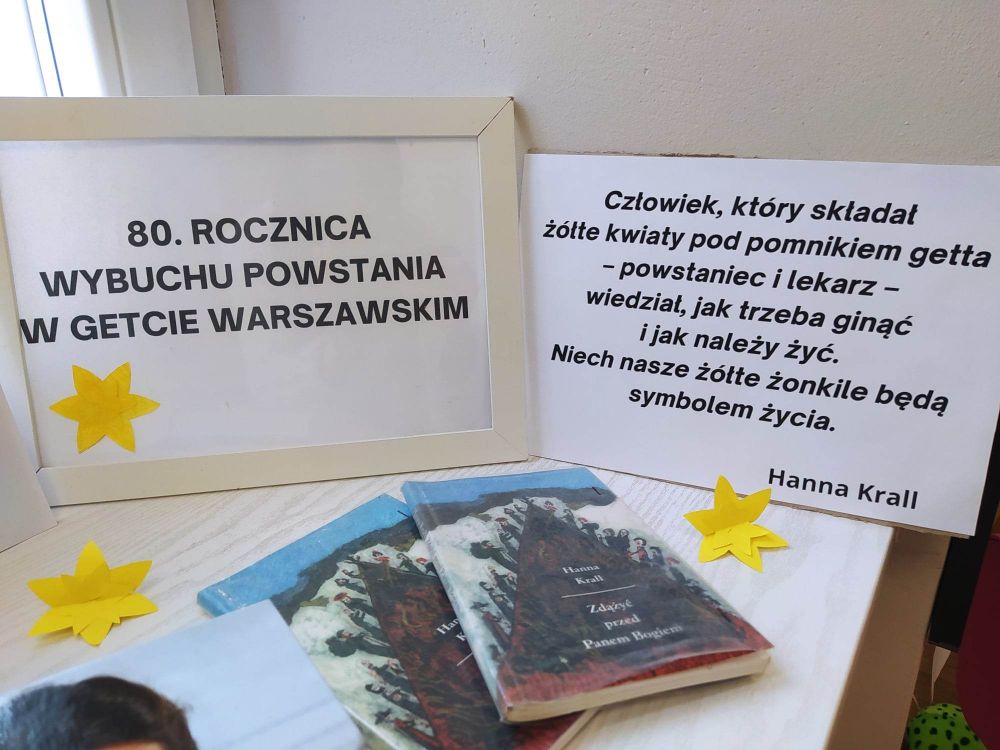 80. ROCZNICA
WYBUCHU POWSTANIA
W GETCIE WARSZAWSKIM
Człowiek, który składał
żółte kwiaty pod pomnikiem getta
– powstaniec i lekarz –
wiedział, jak trzeba ginąć
i jak należy żyć.
Niech nasze żółte żonkile będą
symbolem życia.
Hanna Krall
Hanna
Krall
Zdążyć
przed
Panem Bogiem